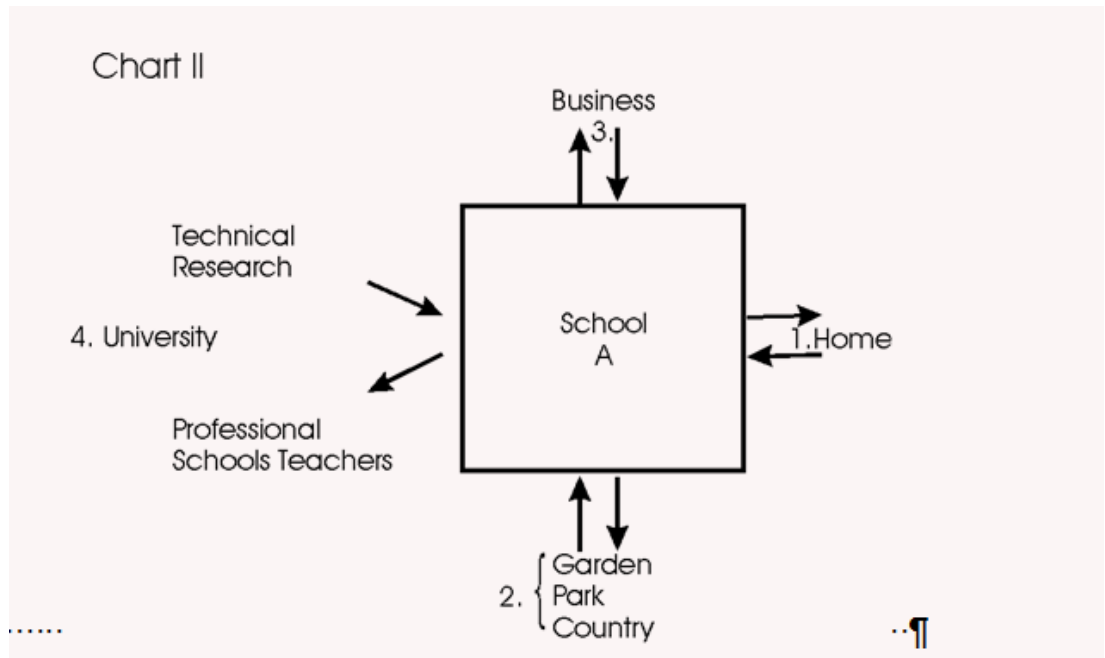 Chart II
Business
3.
Technical
Research
School
A
4. University
1.Home
Professional
Schools Teachers
Garden
2. { Park
Country
......
..¶